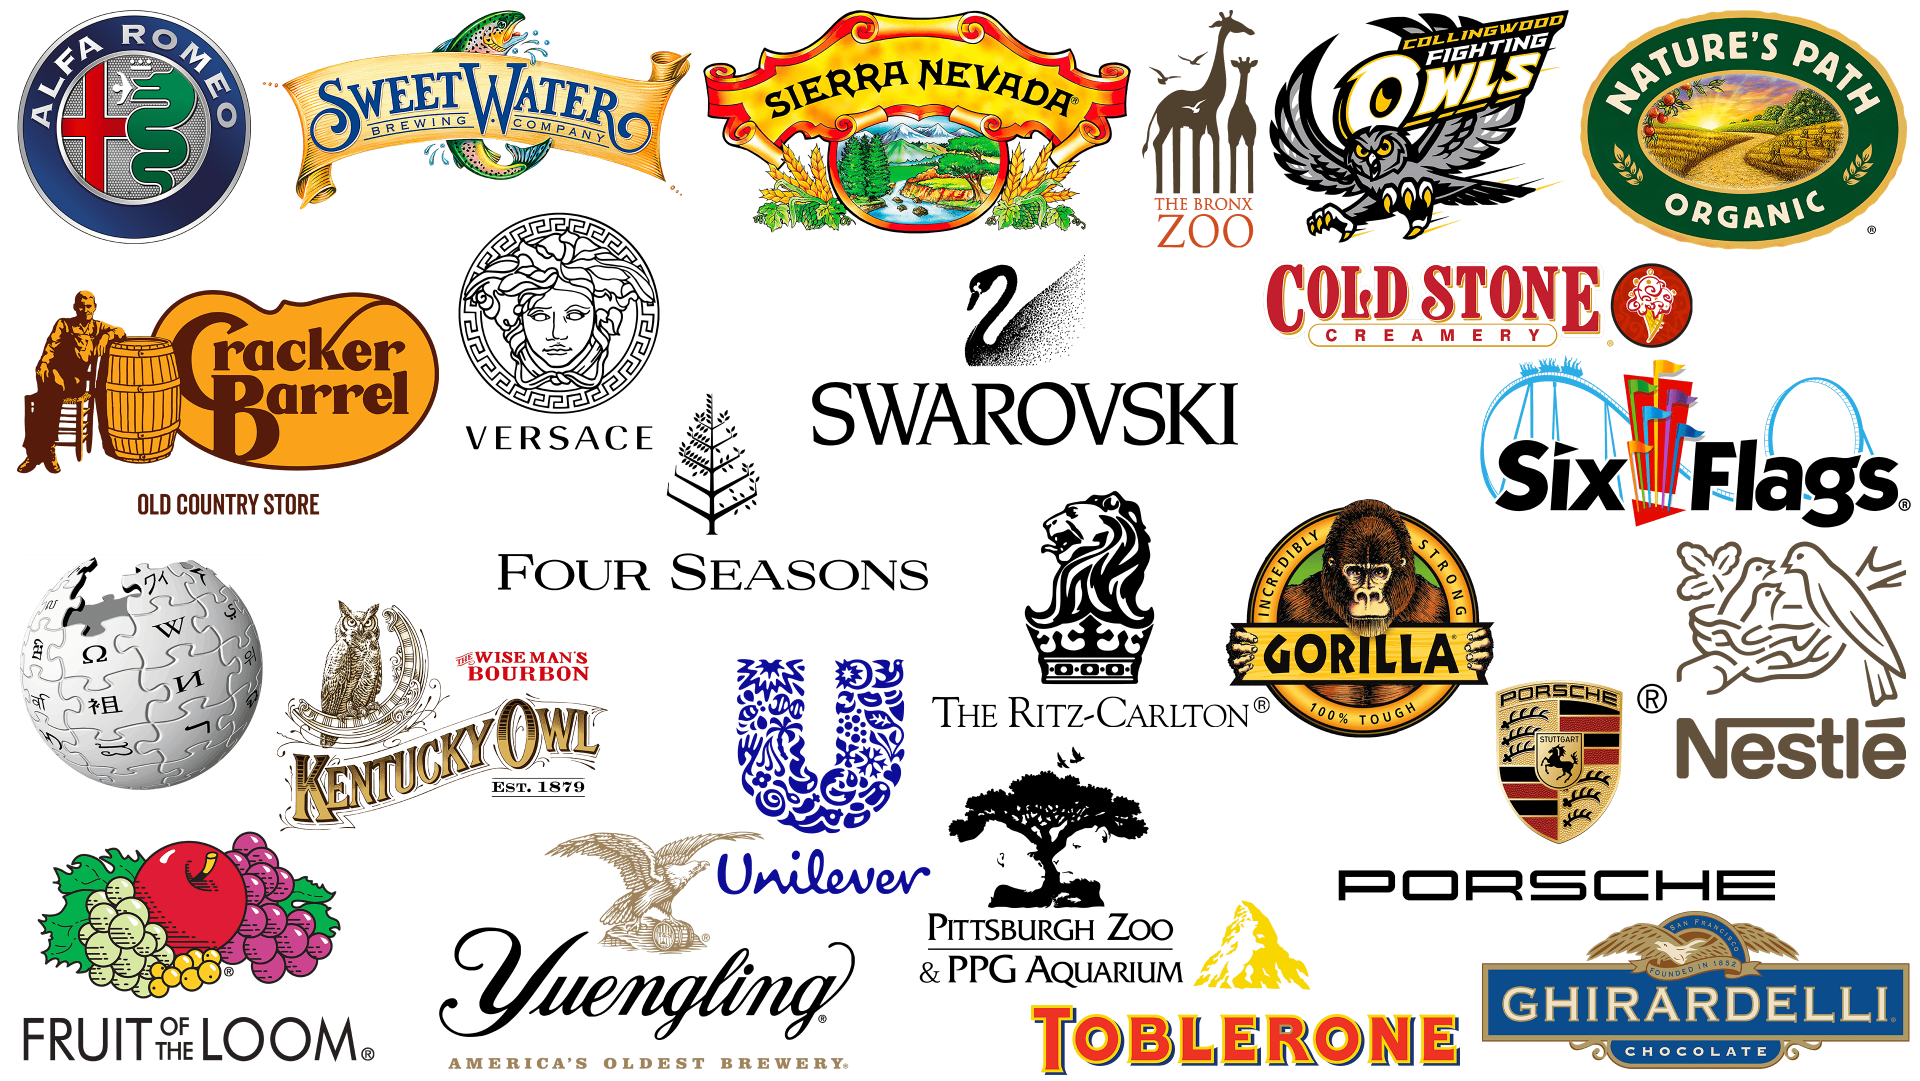 ALFA ROMEO
SWEETWATER
BREWING COMPANY
SIERRA NEVADA®
THE BRONX
ZOO
COLLINGWOOD
FIGHTING
OWLS
NATURE'S PATH
ORGANIC
®
Cracker
Barrel
OLD COUNTRY STORE
VERSACE
SWAROVSKI
COLD STONE
CREAMERY
®
Six Flags®
FOUR SEASONS
Ω
W
И
祖
ウィ
THE WISE MAN'S
BOURBON
KENTUCKY OWL
EST. 1879
Unilever
THE RITZ-CARLTON®
INCREDIBLY STRONG
GORILLA®
100% TOUGH
PORSCHE
STUTTGART
®
PORSCHE
Nestlé
®
FRUIT OF THE LOOM®
®
Yuengling®
AMERICA'S OLDEST BREWERY®
PITTSBURGH ZOO
& PPG AQUARIUM
TOBLERONE
SAN FRANCISCO
FOUNDED IN 1852
GHIRARDELLI®
CHOCOLATE